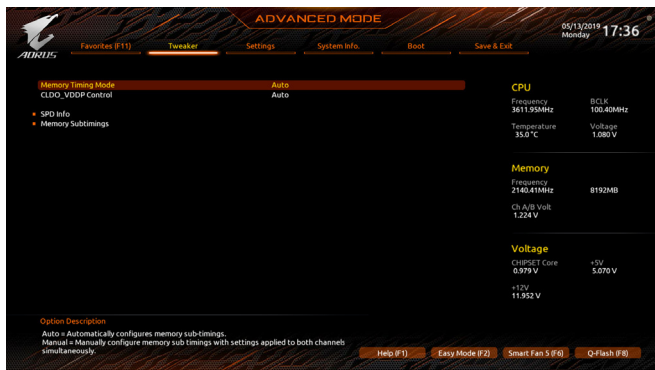 ADVANCED MODE
05/13/2019 17:36
Monday
AORUS
Favorites (F11) Tweaker Settings System Info. Boot Save & Exit
Memory Timing Mode Auto
CLDO_VDDP Control Auto
SPD Info
Memory Subtimings
CPU
Frequency BCLK
3611.95MHz 100.40MHz
Temperature Voltage
35.0 °C 1.080 V
Memory
Frequency
2140.41MHz 8192MB
Ch A/B Volt
1.224 V
Voltage
CHIPSET Core +5V
0.979 V 5.070 V
+12V
11.952 V
Option Description
Auto = Automatically configures memory sub-timings.
Manual = Manually configure memory sub timings with settings applied to both channels
simultaneously.
Help (F1) Easy Mode (F2) Smart Fan 5 (F6) Q-Flash (F8)